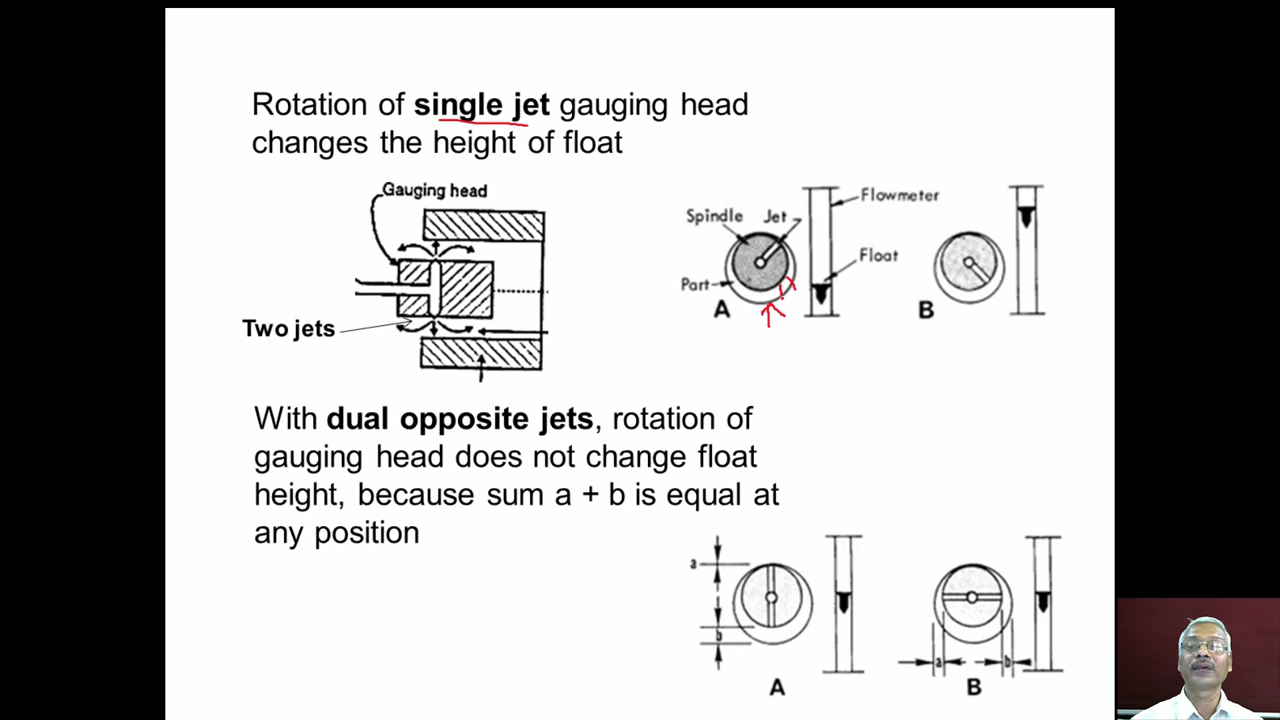 Rotation of single jet gauging head
changes the height of float
Gauging head
Two jets
Spindle
Jet
Flowmeter
Float
Part
A
B
With dual opposite jets, rotation of
gauging head does not change float
height, because sum a + b is equal at
any position
a
b
A
a
b
B